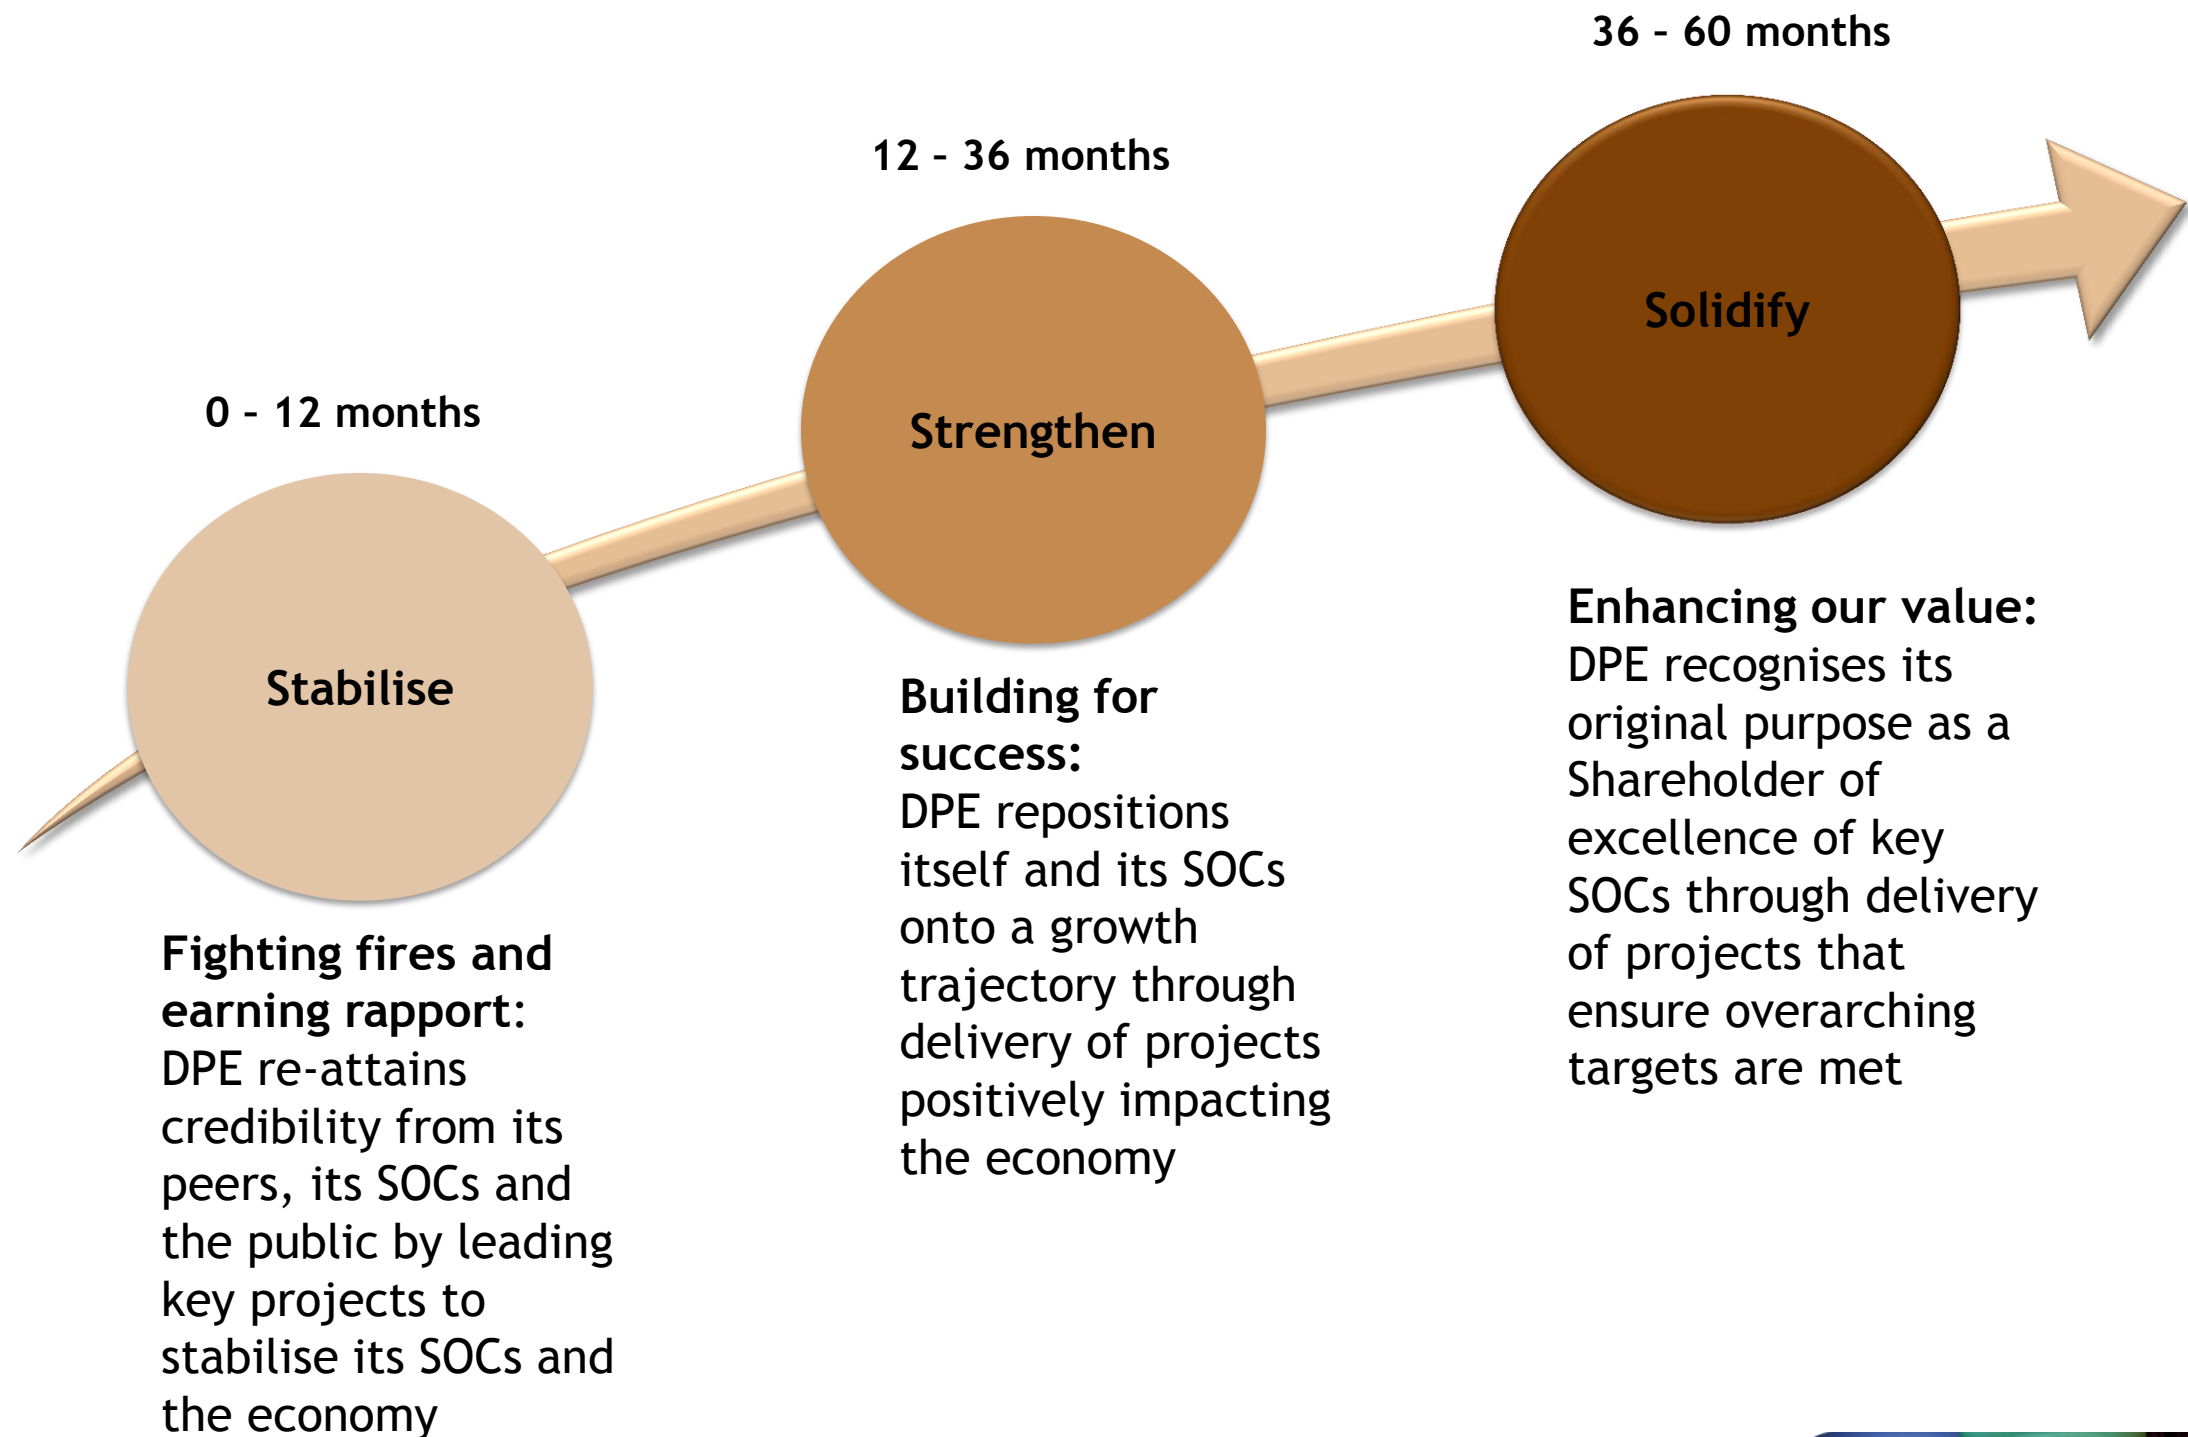 0 – 12 months
Stabilise
Fighting fires and
earning rapport:
DPE re-attains
credibility from its
peers, its SOCs and
the public by leading
key projects to
stabilise its SOCs and
the economy
12 – 36 months
Strengthen
Building for
success:
DPE repositions
itself and its SOCs
onto a growth
trajectory through
delivery of projects
positively impacting
the economy
36 – 60 months
Solidify
Enhancing our value:
DPE recognises its
original purpose as a
Shareholder of
excellence of key
SOCs through delivery
of projects that
ensure overarching
targets are met